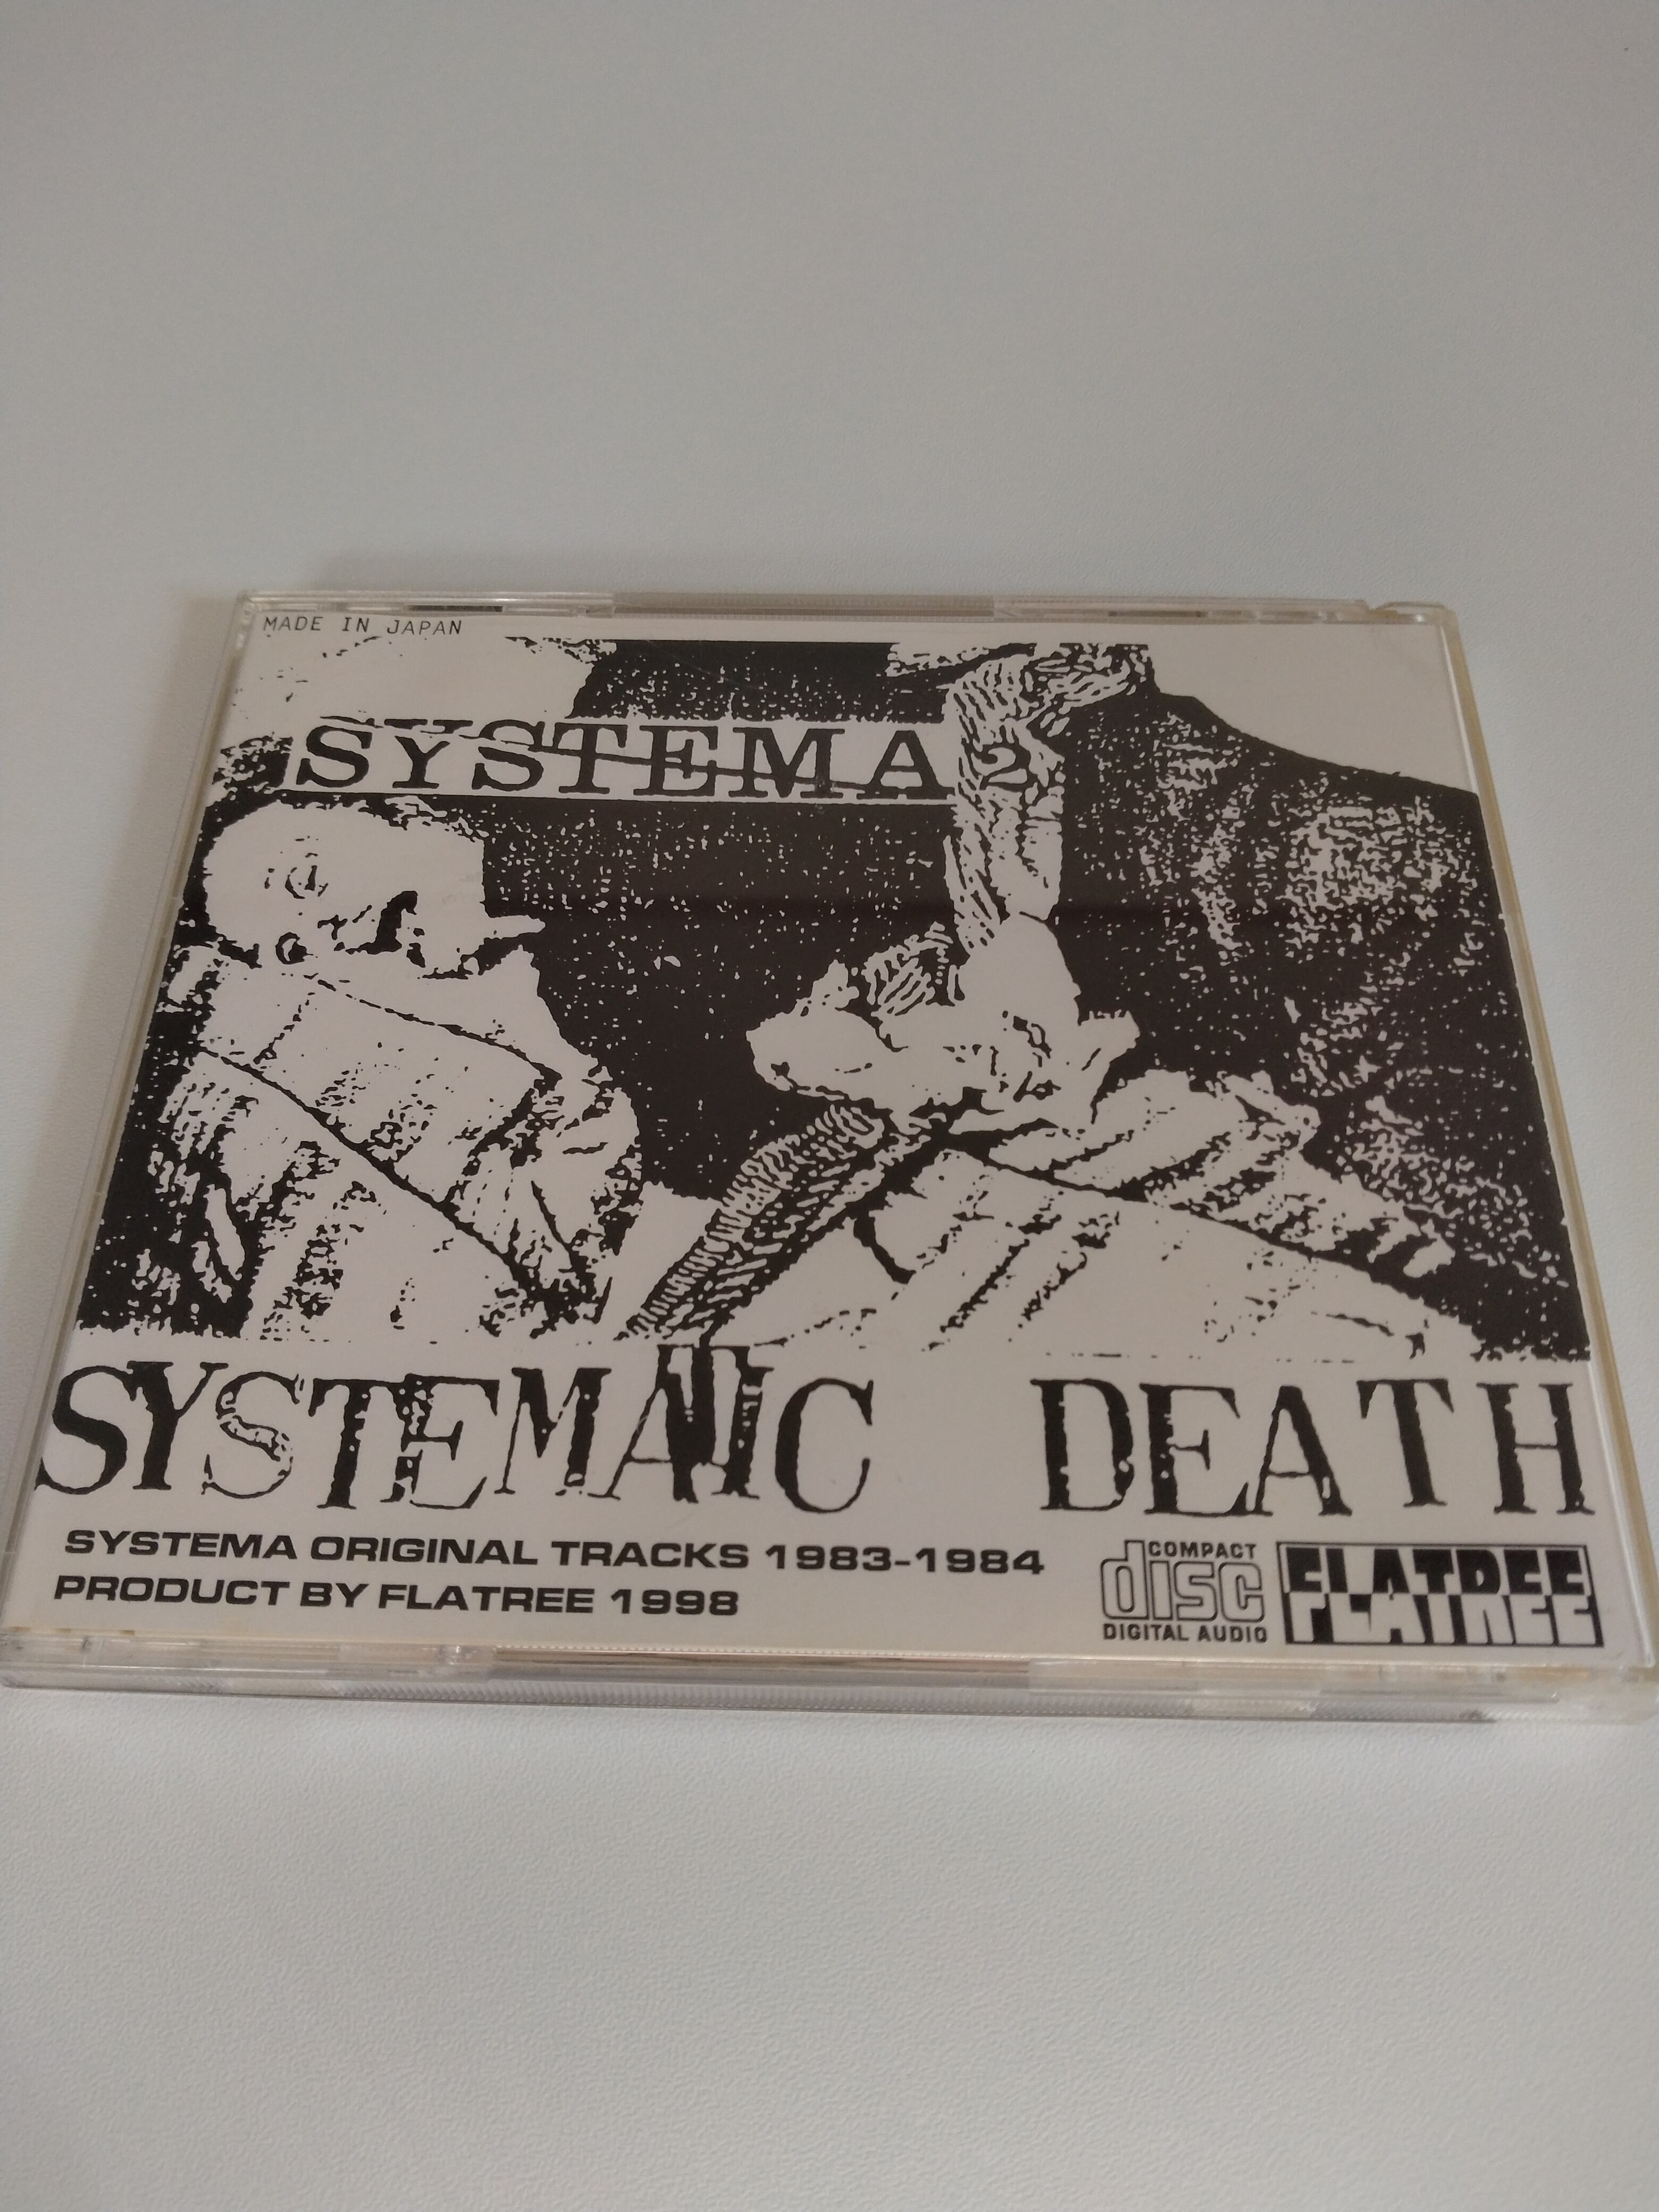 MADE IN JAPAN
SYSTEMA 2
SYSTEMATIC DEATH
SYSTEMA ORIGINAL TRACKS 1983-1984
PRODUCT BY FLATREE 1998
COMPACT
disc
DIGITAL AUDIO
FLATREE
FLATREE